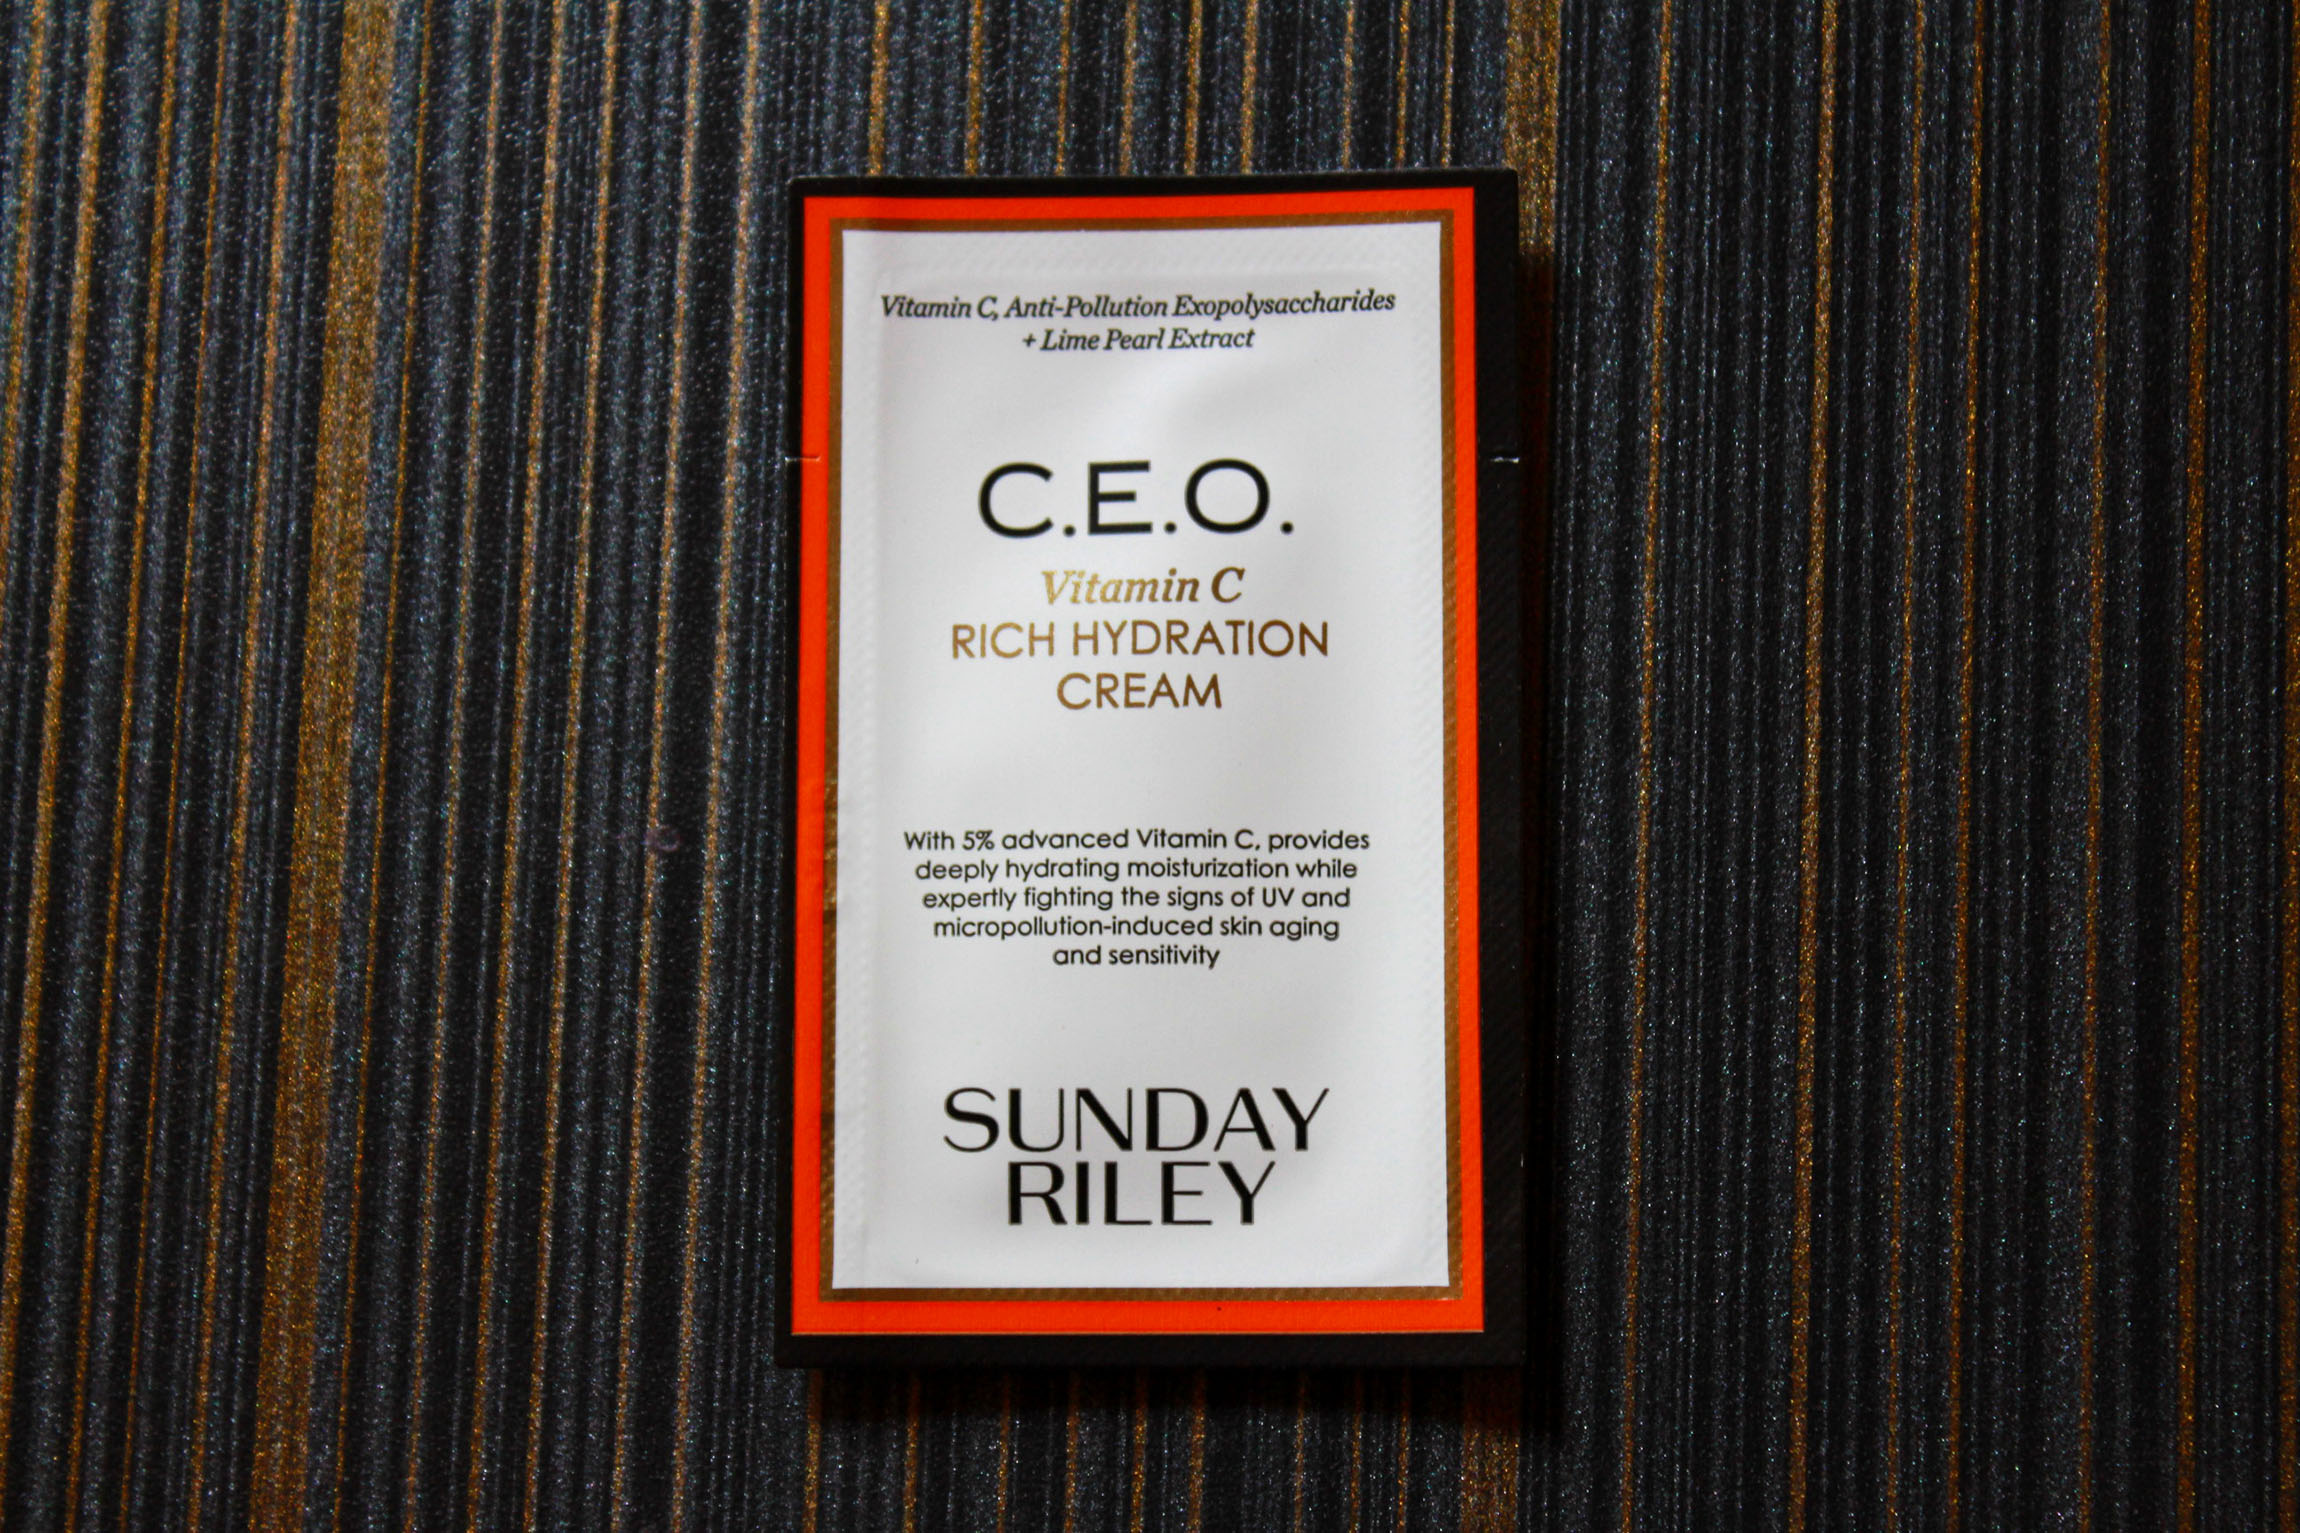 Vitamin C, Anti-Pollution Exopolysaccharides
+ Lime Pearl Extract
C.E.O.
Vitamin C
RICH HYDRATION
CREAM
With 5% advanced Vitamin C, provides
deeply hydrating moisturization while
expertly fighting the signs of UV and
micropollution-induced skin aging
and sensitivity
SUNDAY
RILEY